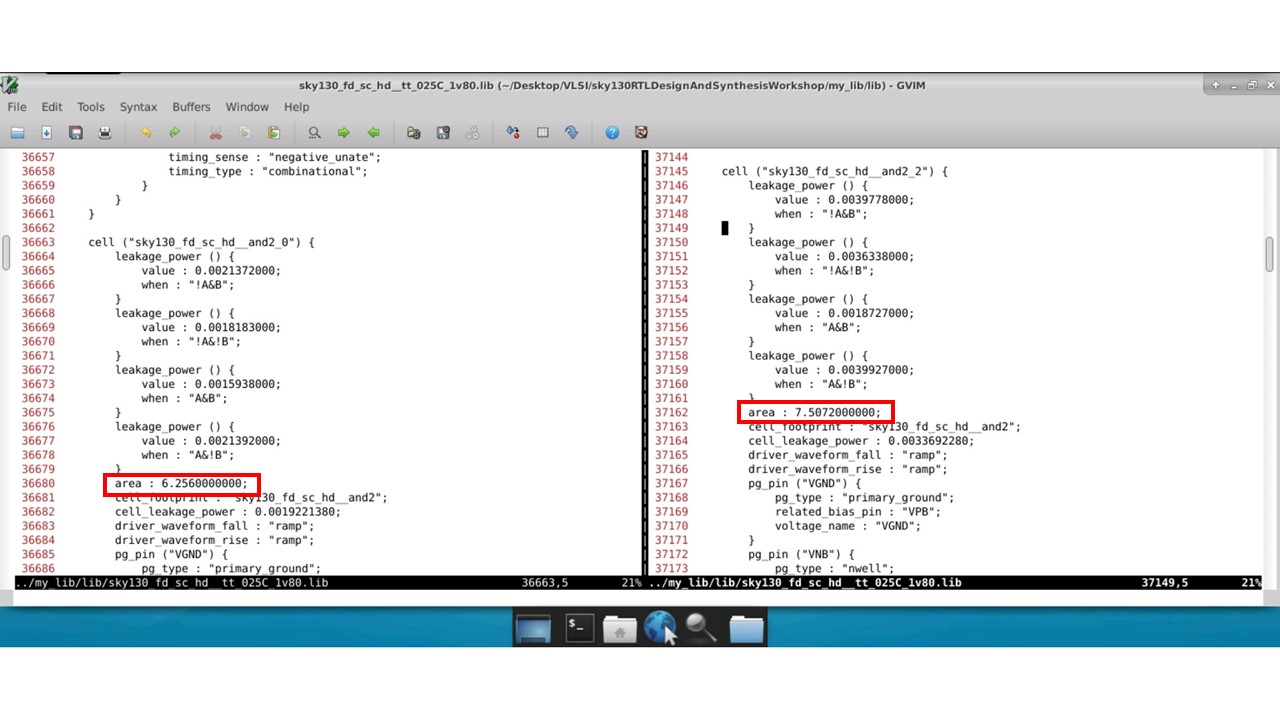 sky130_fd_sc_hd__tt_025C_1v80.lib (~/Desktop/VLSI/sky130RTLDesignAndSynthesisWorkshop/my_lib/lib) - GVIM
File Edit Tools Syntax Buffers Window Help
36657 timing_sense : "negative_unate";
36658 timing_type : "combinational";
36659 }
36660 }
36661 }
36662
36663 cell ("sky130_fd_sc_hd__and2_0") {
36664 leakage_power () {
36665 value : 0.0021372000;
36666 when : "!A&B";
36667 }
36668 leakage_power () {
36669 value : 0.0018183000;
36670 when : "!A&!B";
36671 }
36672 leakage_power () {
36673 value : 0.0015938000;
36674 when : "A&B";
36675 }
36676 leakage_power () {
36677 value : 0.0021392000;
36678 when : "A&!B";
36679 }
36680 area : 6.2560000000;
36681 cell_footprint : "sky130_fd_sc_hd__and2";
36682 cell_leakage_power : 0.0019221380;
36683 driver_waveform_fall : "ramp";
36684 driver_waveform_rise : "ramp";
36685 pg_pin ("VGND") {
36686 pg_type : "primary_ground";
../my_lib/lib/sky130_fd_sc_hd__tt_025C_1v80.lib 36663,5 21%
37144
37145 cell ("sky130_fd_sc_hd__and2_2") {
37146 leakage_power () {
37147 value : 0.0039778000;
37148 when : "!A&B";
37149 }
37150 leakage_power () {
37151 value : 0.0036338000;
37152 when : "!A&!B";
37153 }
37154 leakage_power () {
37155 value : 0.0018727000;
37156 when : "A&B";
37157 }
37158 leakage_power () {
37159 value : 0.0039927000;
37160 when : "A&!B";
37161 }
37162 area : 7.5072000000;
37163 cell_footprint : "sky130_fd_sc_hd__and2";
37164 cell_leakage_power : 0.0033692280;
37165 driver_waveform_fall : "ramp";
37166 driver_waveform_rise : "ramp";
37167 pg_pin ("VGND") {
37168 pg_type : "primary_ground";
37169 related_bias_pin : "VPB";
37170 voltage_name : "VGND";
37171 }
37172 pg_pin ("VNB") {
37173 pg_type : "nwell";
../my_lib/lib/sky130_fd_sc_hd__tt_025C_1v80.lib 37149,5 21%